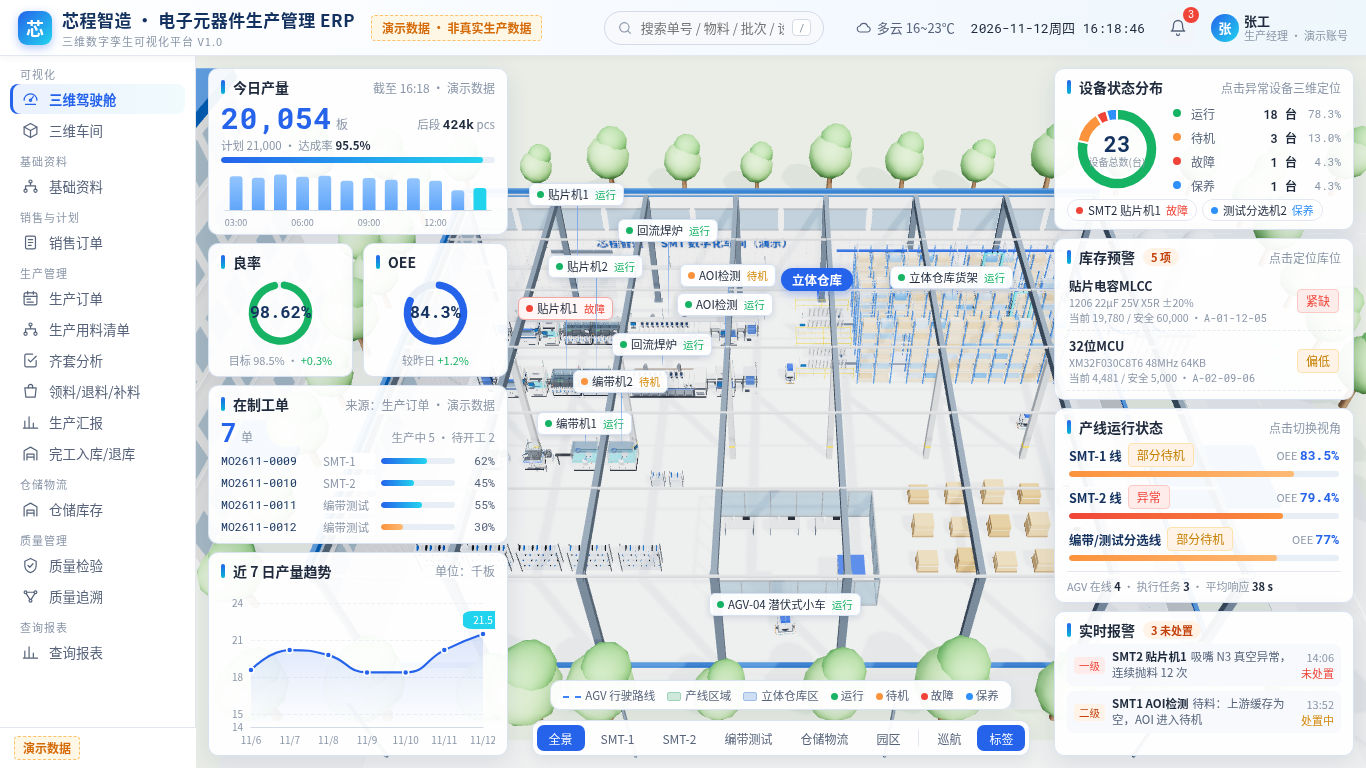 芯
芯程智造 · 电子元器件生产管理 ERP
三维数字孪生可视化平台 V1.0
演示数据 · 非真实生产数据
搜索单号 / 物料 / 批次 /
/
多云 16~23℃
2026-11-12周四 16:18:46
3
张
张工
生产经理 · 演示账号
可视化
三维驾驶舱
三维车间
基础资料
基础资料
销售与计划
销售订单
生产管理
生产订单
生产用料清单
齐套分析
领料/退料/补料
生产汇报
完工入库/退库
仓储物流
仓储库存
质量管理
质量检验
质量追溯
查询报表
查询报表
演示数据
今日产量
截至 16:18 · 演示数据
20,054 板
后段 424k pcs
计划 21,000 · 达成率 95.5%
03:00 06:00 09:00 12:00
良率
98.62%
目标 98.5% · +0.3%
OEE
84.3%
较昨日 +1.2%
在制工单
来源: 生产订单 · 演示数据
7 单
生产中 5 · 待开工 2
MO2611-0009 SMT-1 62%
MO2611-0010 SMT-2 45%
MO2611-0011 编带测试 55%
MO2611-0012 编带测试 30%
近 7 日产量趋势
单位: 千板
24
21.5
21
18
15
14
11/6 11/7 11/8 11/9 11/10 11/11 11/12
贴片机1 运行
回流焊炉 运行
SMT 数字化车间 (演示)
贴片机2 运行
AOI检测 待机
立体仓库
立体仓库货架 运行
贴片机1 故障
AOI检测 运行
回流焊炉 运行
编带机2 待机
编带机1 运行
AGV-04 潜伏式小车 运行
AGV 行驶路线 产线区域 立体仓库区 运行 待机 故障 保养
全景 SMT-1 SMT-2 编带测试 仓储物流 园区 巡航 标签
设备状态分布
点击异常设备三维定位
23
设备总数(台)
运行 18 台 78.3%
待机 3 台 13.0%
故障 1 台 4.3%
保养 1 台 4.3%
SMT2 贴片机1 故障
测试分选机2 保养
库存预警 5 项
点击定位库位
贴片电容MLCC
1206 22μF 25V X5R ±20%
当前 19,780 / 安全 60,000 · A-01-12-05
紧缺
32位MCU
XM32F030C8T6 48MHz 64KB
当前 4,481 / 安全 5,000 · A-02-09-06
偏低
产线运行状态
点击切换视角
SMT-1 线 部分待机 OEE 83.5%
SMT-2 线 异常 OEE 79.4%
编带/测试分选线 部分待机 OEE 77%
AGV 在线 4 · 执行任务 3 · 平均响应 38 s
实时报警 3 未处置
一级
SMT2 贴片机1 吸嘴 N3 真空异常，
连续抛料 12 次
14:06
未处置
二级
SMT1 AOI检测 待料：上游缓存为
空，AOI 进入待机
13:52
处置中